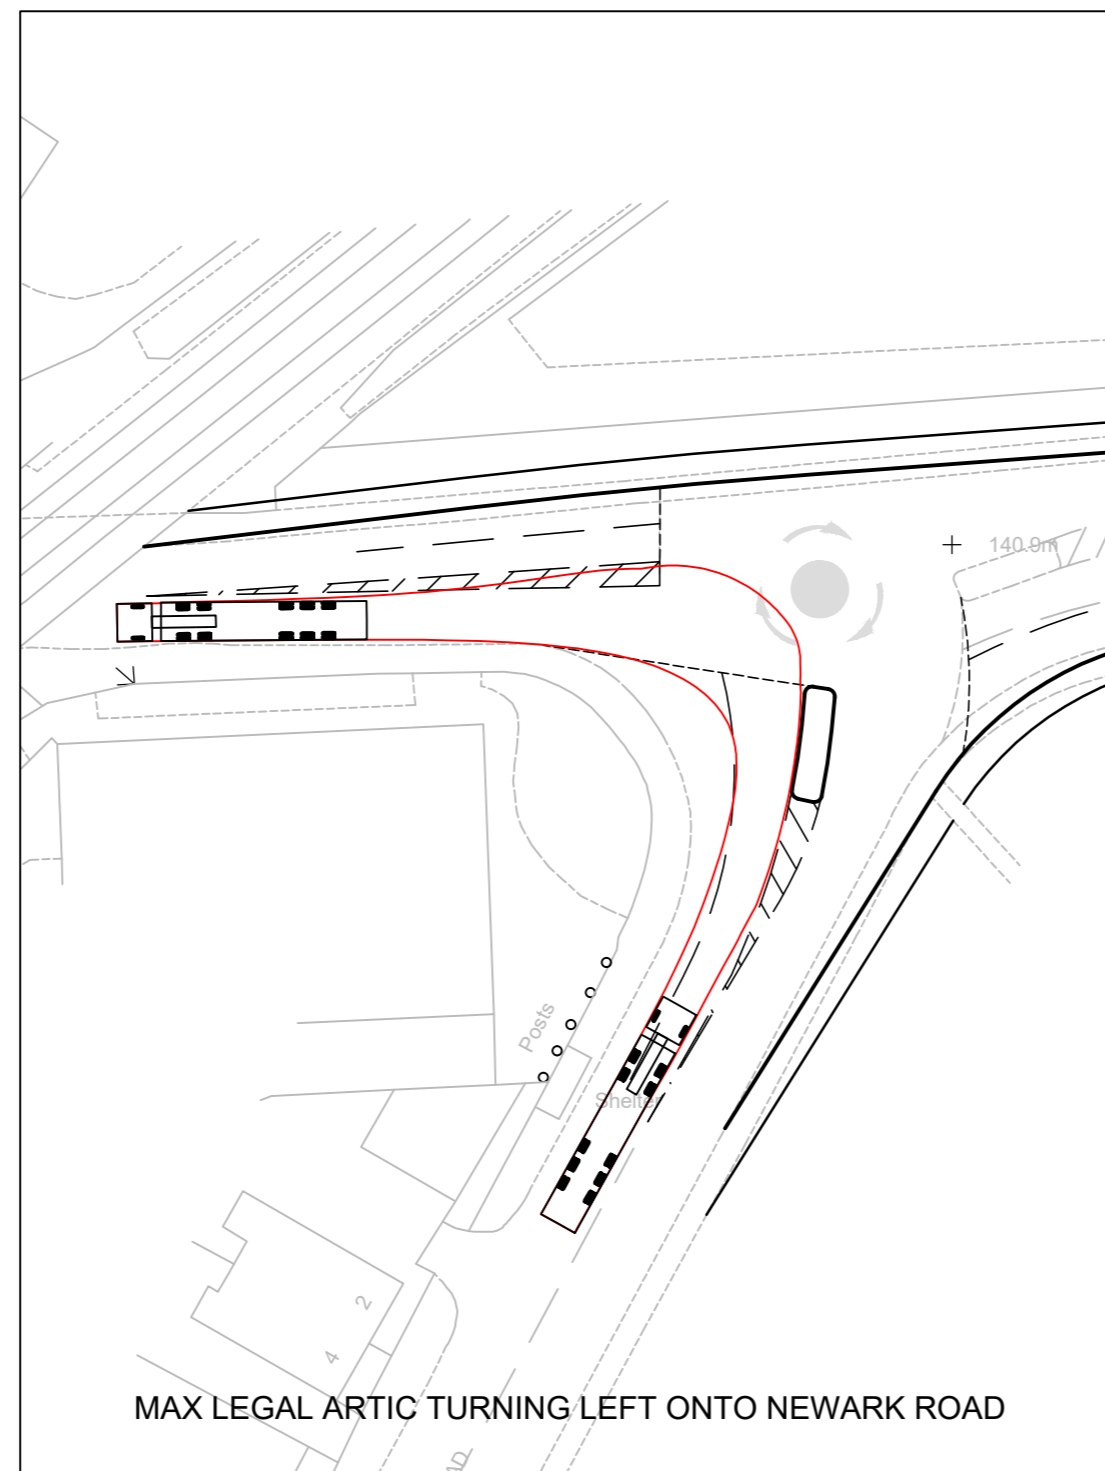 140.9m
Posts
Shelter
2
4
MAX LEGAL ARTIC TURNING LEFT ONTO NEWARK ROAD